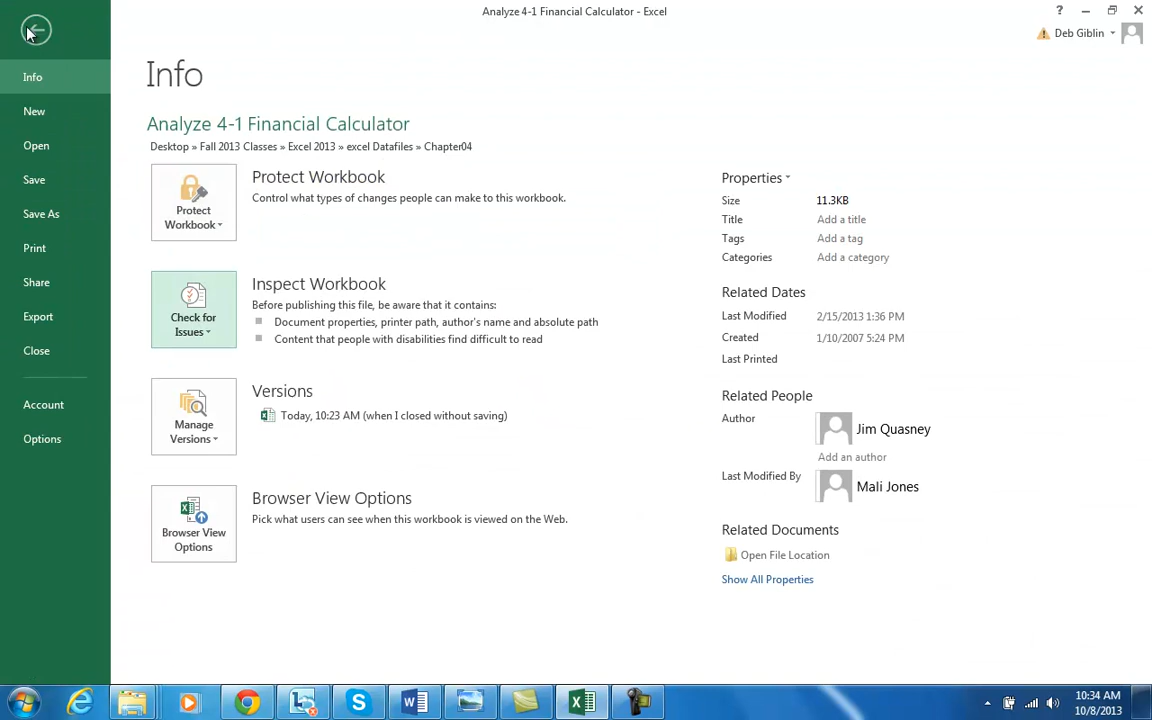 Analyze 4-1 Financial Calculator - Excel
?
Deb Giblin
Info
New
Open
Save
Save As
Print
Share
Export
Close
Account
Options
Info
Analyze 4-1 Financial Calculator
Desktop » Fall 2013 Classes » Excel 2013 » excel Datafiles » Chapter04
Protect
Workbook
Protect Workbook
Control what types of changes people can make to this workbook.
Check for
Issues
Inspect Workbook
Before publishing this file, be aware that it contains:
Document properties, printer path, author's name and absolute path
Content that people with disabilities find difficult to read
Manage
Versions
Versions
Today, 10:23 AM (when I closed without saving)
Browser View
Options
Browser View Options
Pick what users can see when this workbook is viewed on the Web.
Properties
Size 11.3KB
Title Add a title
Tags Add a tag
Categories Add a category
Related Dates
Last Modified 2/15/2013 1:36 PM
Created 1/10/2007 5:24 PM
Last Printed
Related People
Author Jim Quasney
Add an author
Last Modified By Mali Jones
Related Documents
Open File Location
Show All Properties
10:34 AM
10/8/2013